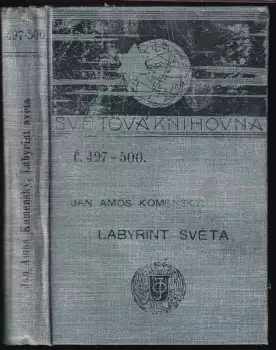 497-500
Jan Amos Komenský, Labyrint světa
SVĚTOVÁ KNIHOVNA
Č. 497-500.
JAN AMOS KOMENSKÝ:
LABYRINT SVĚTA